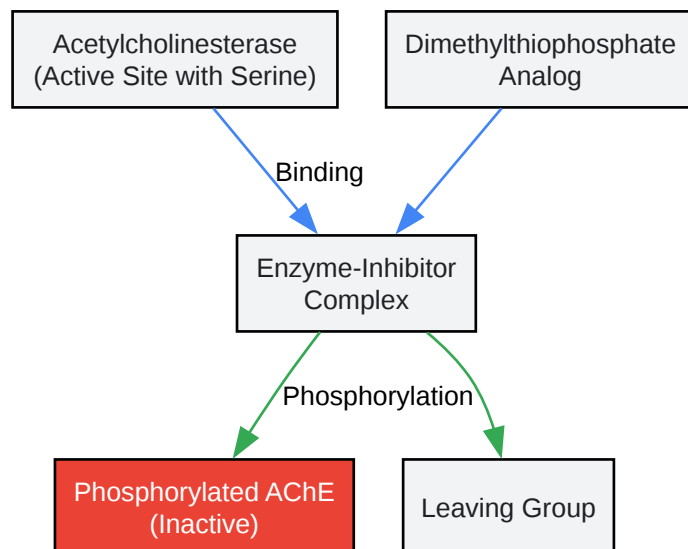 Acetylcholinesterase
(Active Site with Serine)
Dimethylthiophosphate
Analog
Binding
Enzyme-Inhibitor
Complex
Phosphorylation
Phosphorylated AChE
(Inactive)
Leaving Group